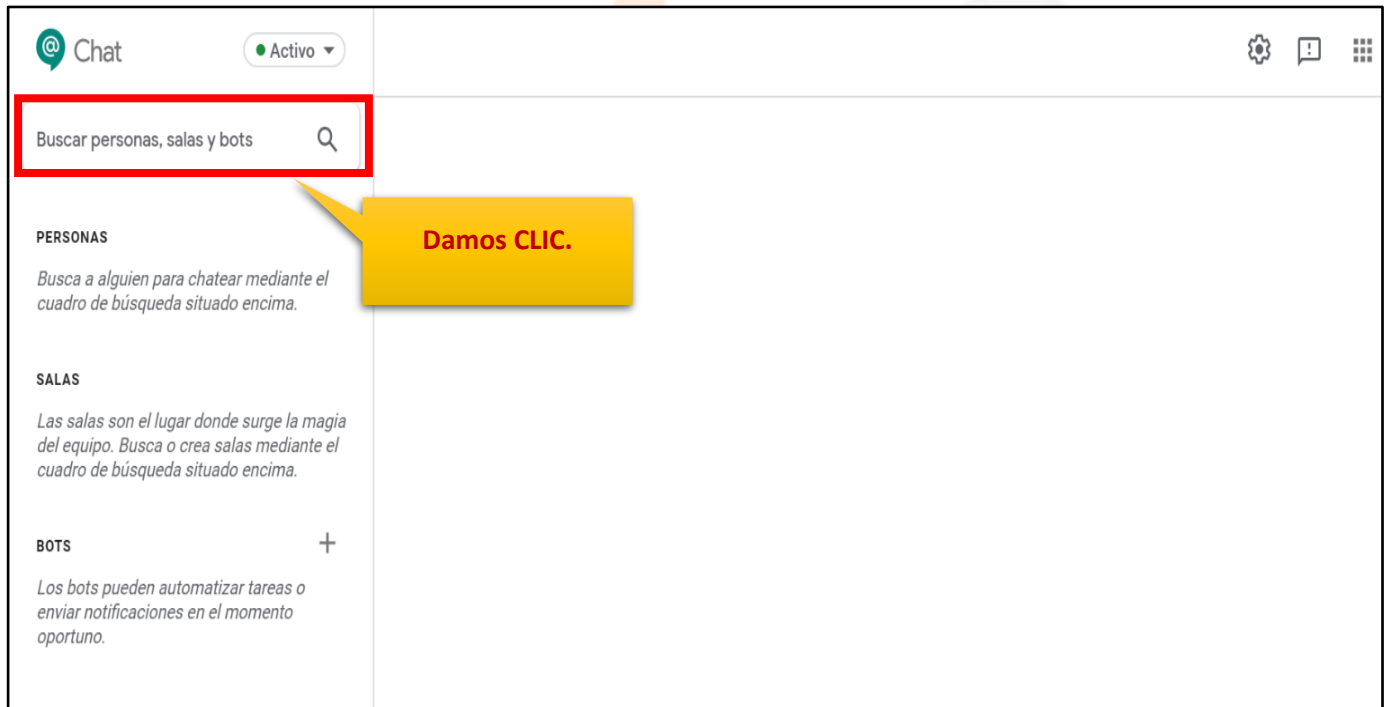 Chat
Activo
Buscar personas, salas y bots
Damos CLIC.
PERSONAS
Busca a alguien para chatear mediante el
cuadro de búsqueda situado encima.
SALAS
Las salas son el lugar donde surge la magia
del equipo. Busca o crea salas mediante el
cuadro de búsqueda situado encima.
BOTS
Los bots pueden automatizar tareas o
enviar notificaciones en el momento
oportuno.